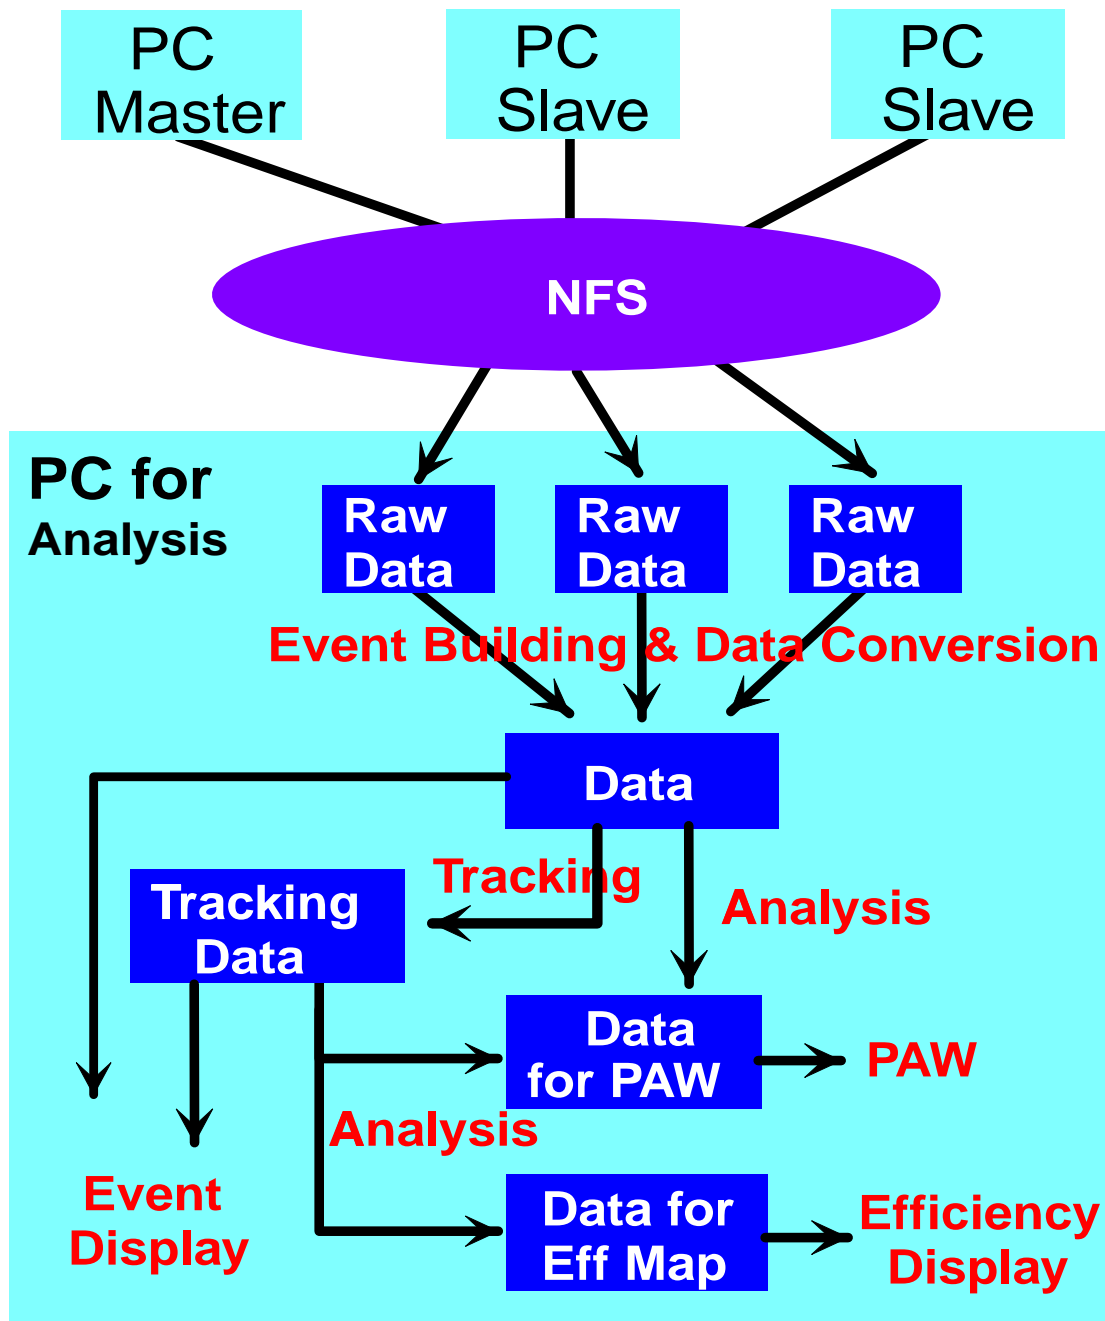 PC
Master
PC
Slave
PC
Slave
NFS
PC for
Analysis
Raw
Data
Raw
Data
Raw
Data
Event Building & Data Conversion
Data
Tracking
Analysis
Tracking
Data
Data
for PAW
PAW
Analysis
Event
Display
Data for
Eff Map
Efficiency
Display